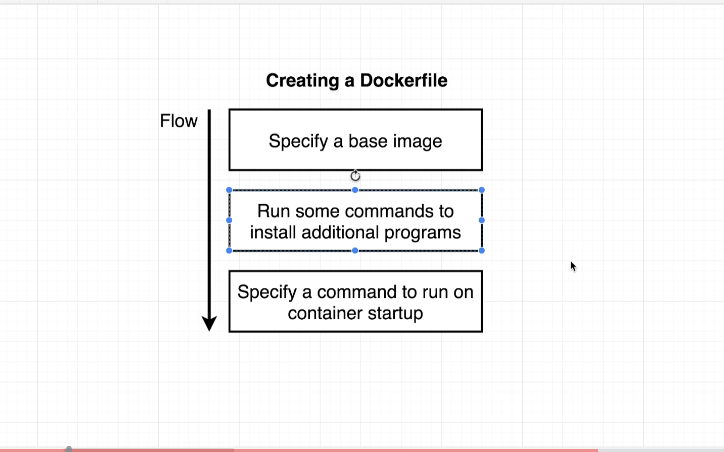 Creating a Dockerfile
Flow
Specify a base image
Run some commands to
install additional programs
Specify a command to run on
container startup